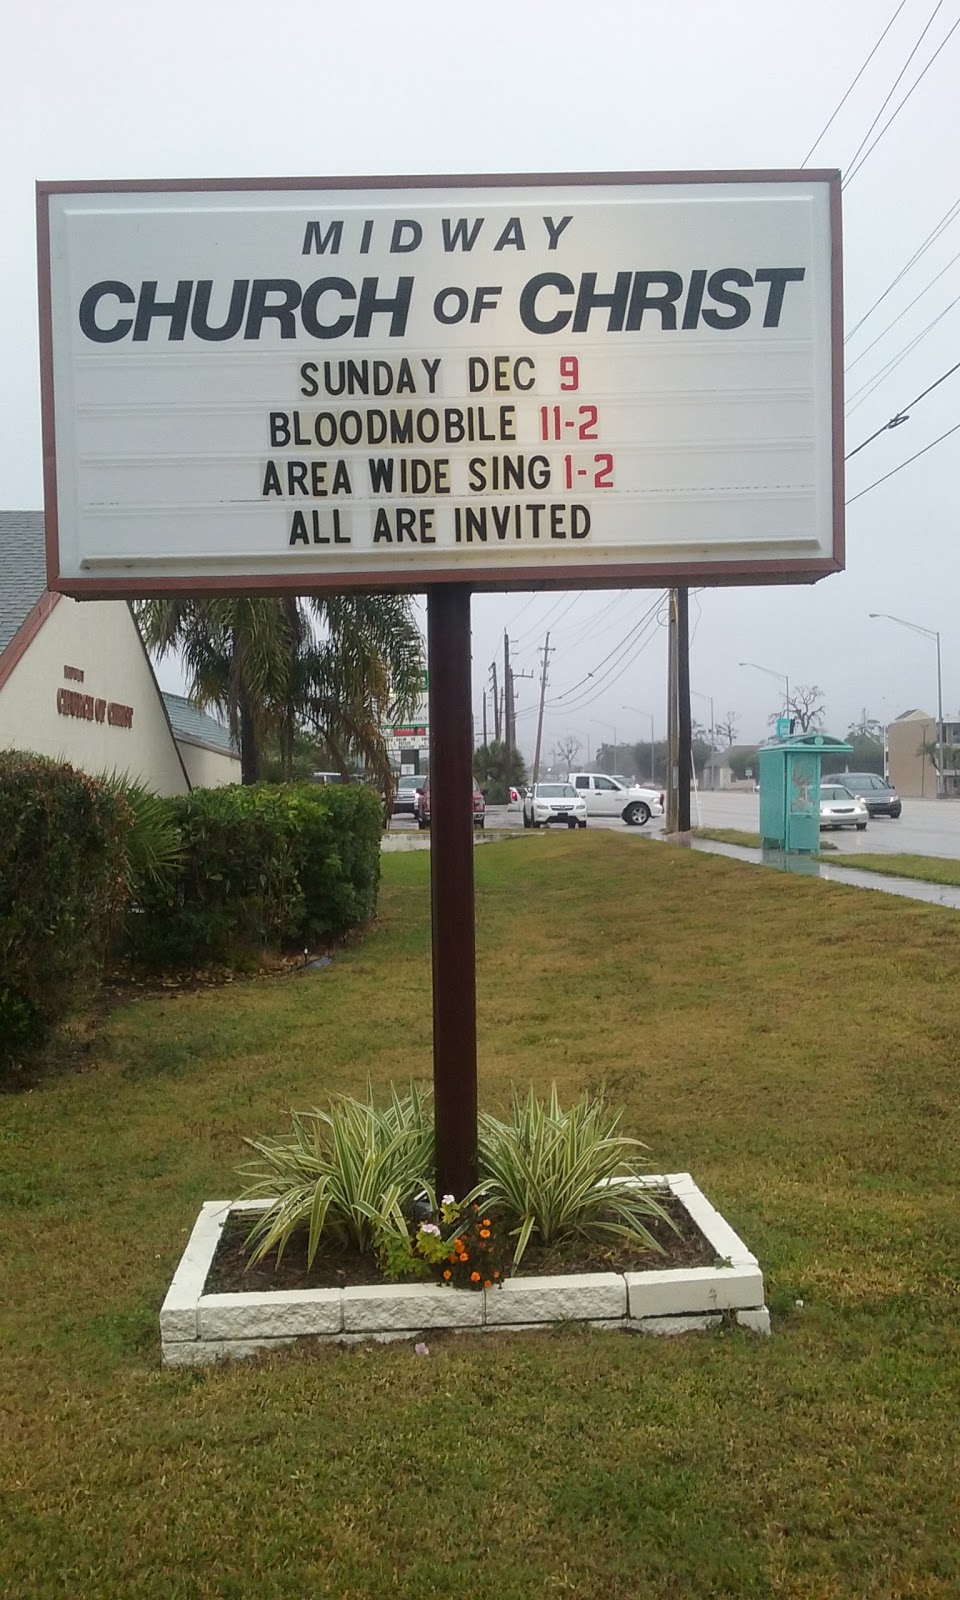 MIDWAY
CHURCH OF CHRIST
SUNDAY DEC 9
BLOODMOBILE 11-2
AREA WIDE SING 1-2
ALL ARE INVITED
MIDWAY
CHURCH OF CHRIST